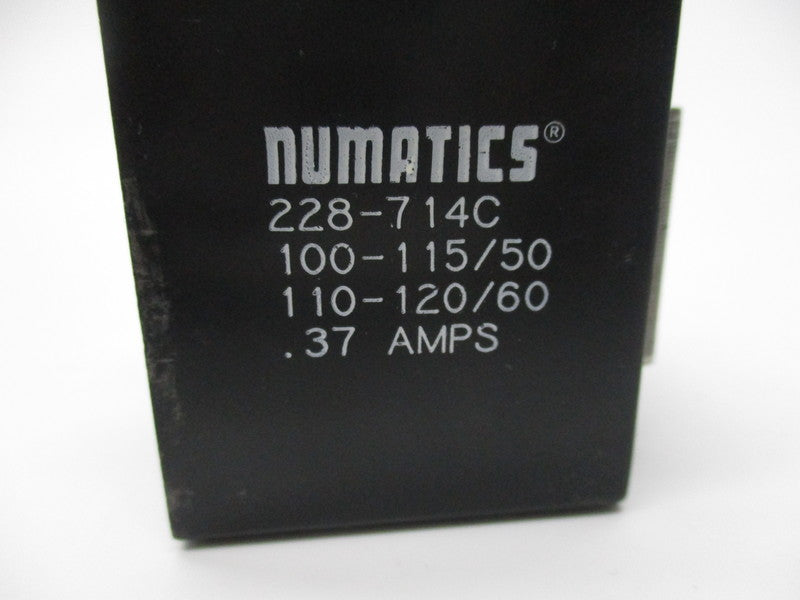 NUMATICS®
228-714C
100-115/50
110-120/60
.37 AMPS